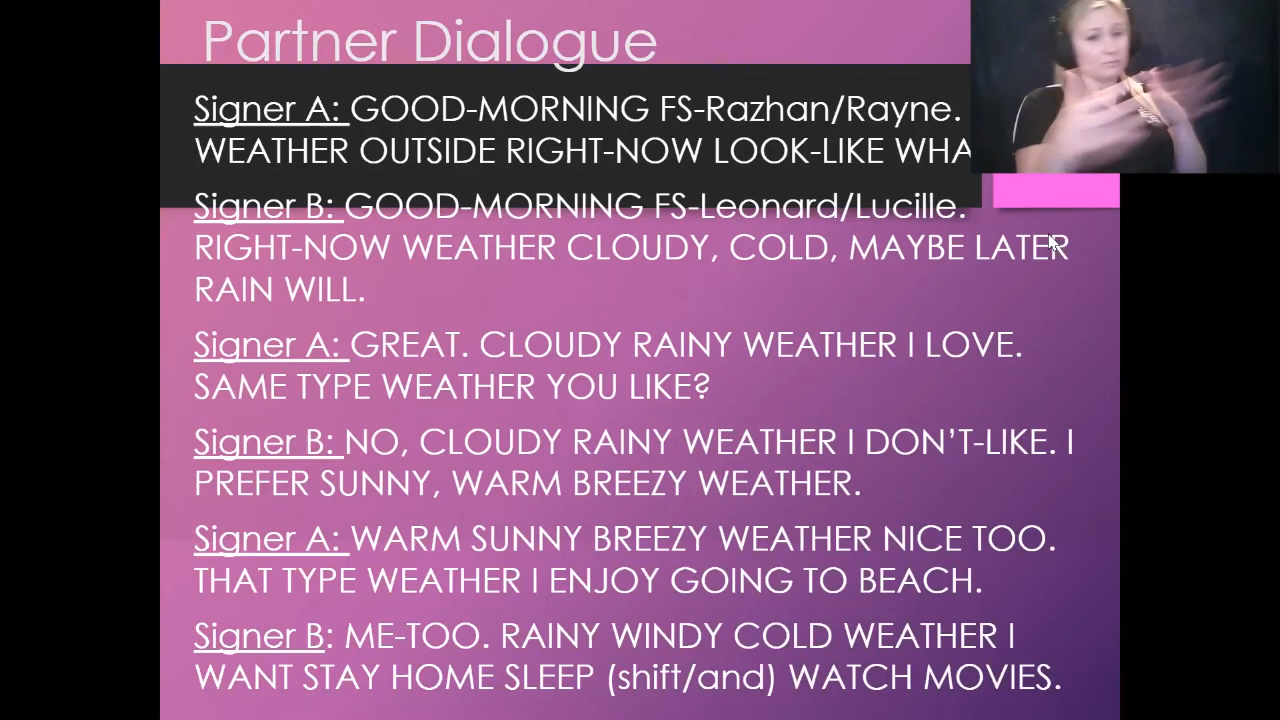 Partner Dialogue
Signer A: GOOD-MORNING FS-Razhan/Rayne.
WEATHER OUTSIDE RIGHT-NOW LOOK-LIKE WHA
Signer B: GOOD-MORNING FS-Leonard/Lucille.
RIGHT-NOW WEATHER CLOUDY, COLD, MAYBE LATER
RAIN WILL.
Signer A: GREAT. CLOUDY RAINY WEATHER I LOVE.
SAME TYPE WEATHER YOU LIKE?
Signer B: NO, CLOUDY RAINY WEATHER I DON’T-LIKE. I
PREFER SUNNY, WARM BREEZY WEATHER.
Signer A: WARM SUNNY BREEZY WEATHER NICE TOO.
THAT TYPE WEATHER I ENJOY GOING TO BEACH.
Signer B: ME-TOO. RAINY WINDY COLD WEATHER I
WANT STAY HOME SLEEP (shift/and) WATCH MOVIES.